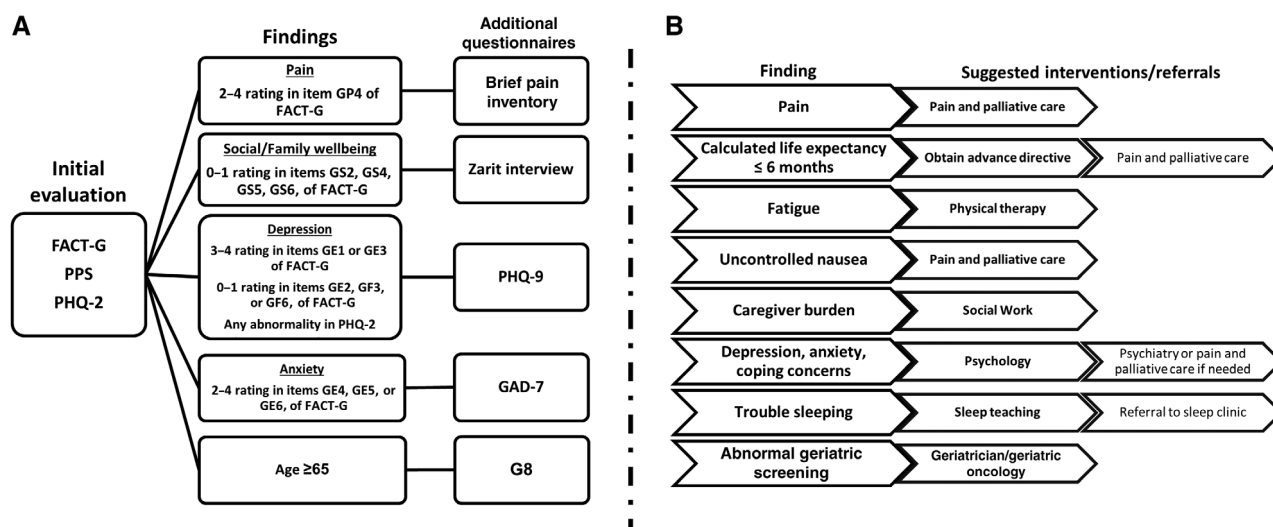 A
Initial
evaluation
FACT-G
PPS
PHQ-2
Findings
Additional
questionnaires
Pain
2–4 rating in item GP4 of
FACT-G
Brief pain
inventory
Social/Family wellbeing
0–1 rating in items GS2, GS4,
GS5, GS6, of FACT-G
Zarit interview
Depression
3–4 rating in items GE1 or GE3
of FACT-G
0–1 rating in items GE2, GF3,
or GF6, of FACT-G
Any abnormality in PHQ-2
PHQ-9
Anxiety
2–4 rating in items GE4, GE5, or
GE6, of FACT-G
GAD-7
Age ≥65
G8
B
Finding
Suggested interventions/referrals
Pain
Pain and palliative care
Calculated life expectancy
≤ 6 months
Obtain advance directive
Pain and palliative care
Fatigue
Physical therapy
Uncontrolled nausea
Pain and palliative care
Caregiver burden
Social Work
Depression, anxiety,
coping concerns
Psychology
Psychiatry or pain and
palliative care if needed
Trouble sleeping
Sleep teaching
Referral to sleep clinic
Abnormal geriatric
screening
Geriatrician/geriatric
oncology